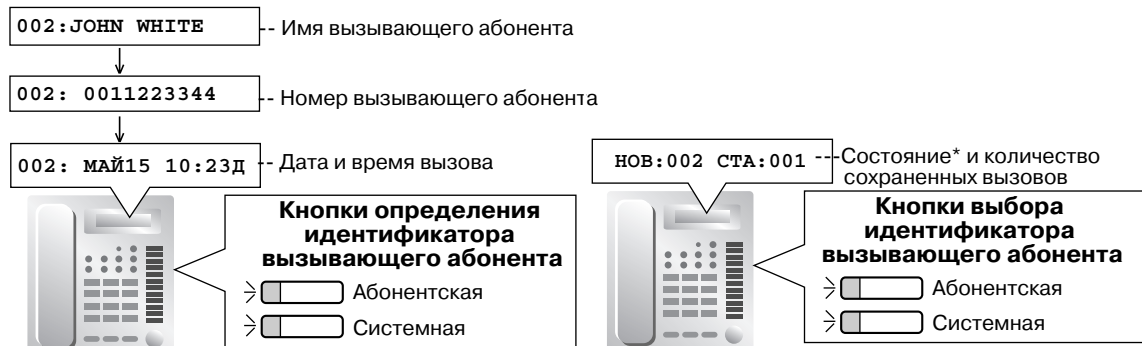 002:JOHN WHITE -- Имя вызывающего абонента
002: 0011223344 -- Номер вызывающего абонента
002: МАЙ15 10:23Д -- Дата и время вызова
Кнопки определения
идентификатора
вызывающего абонента
Абонентская
Системная
НОВ:002 СТА:001 ---Состояние* и количество
сохраненных вызовов
Кнопки выбора
идентификатора
вызывающего абонента
Абонентская
Системная